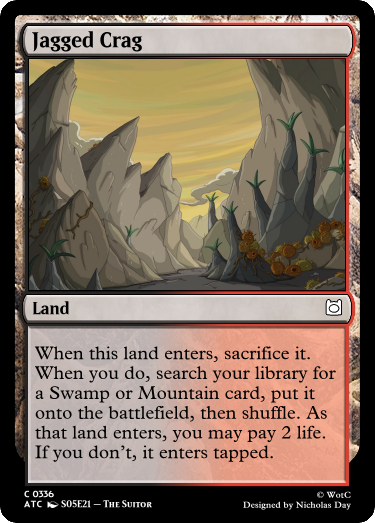 Jagged Crag
Land
When this land enters, sacrifice it.
When you do, search your library for
a Swamp or Mountain card, put it
onto the battlefield, then shuffle. As
that land enters, you may pay 2 life.
If you don't, it enters tapped.
C 0336
© WotC
ATC S05E21 – The Suitor
Designed by Nicholas Day